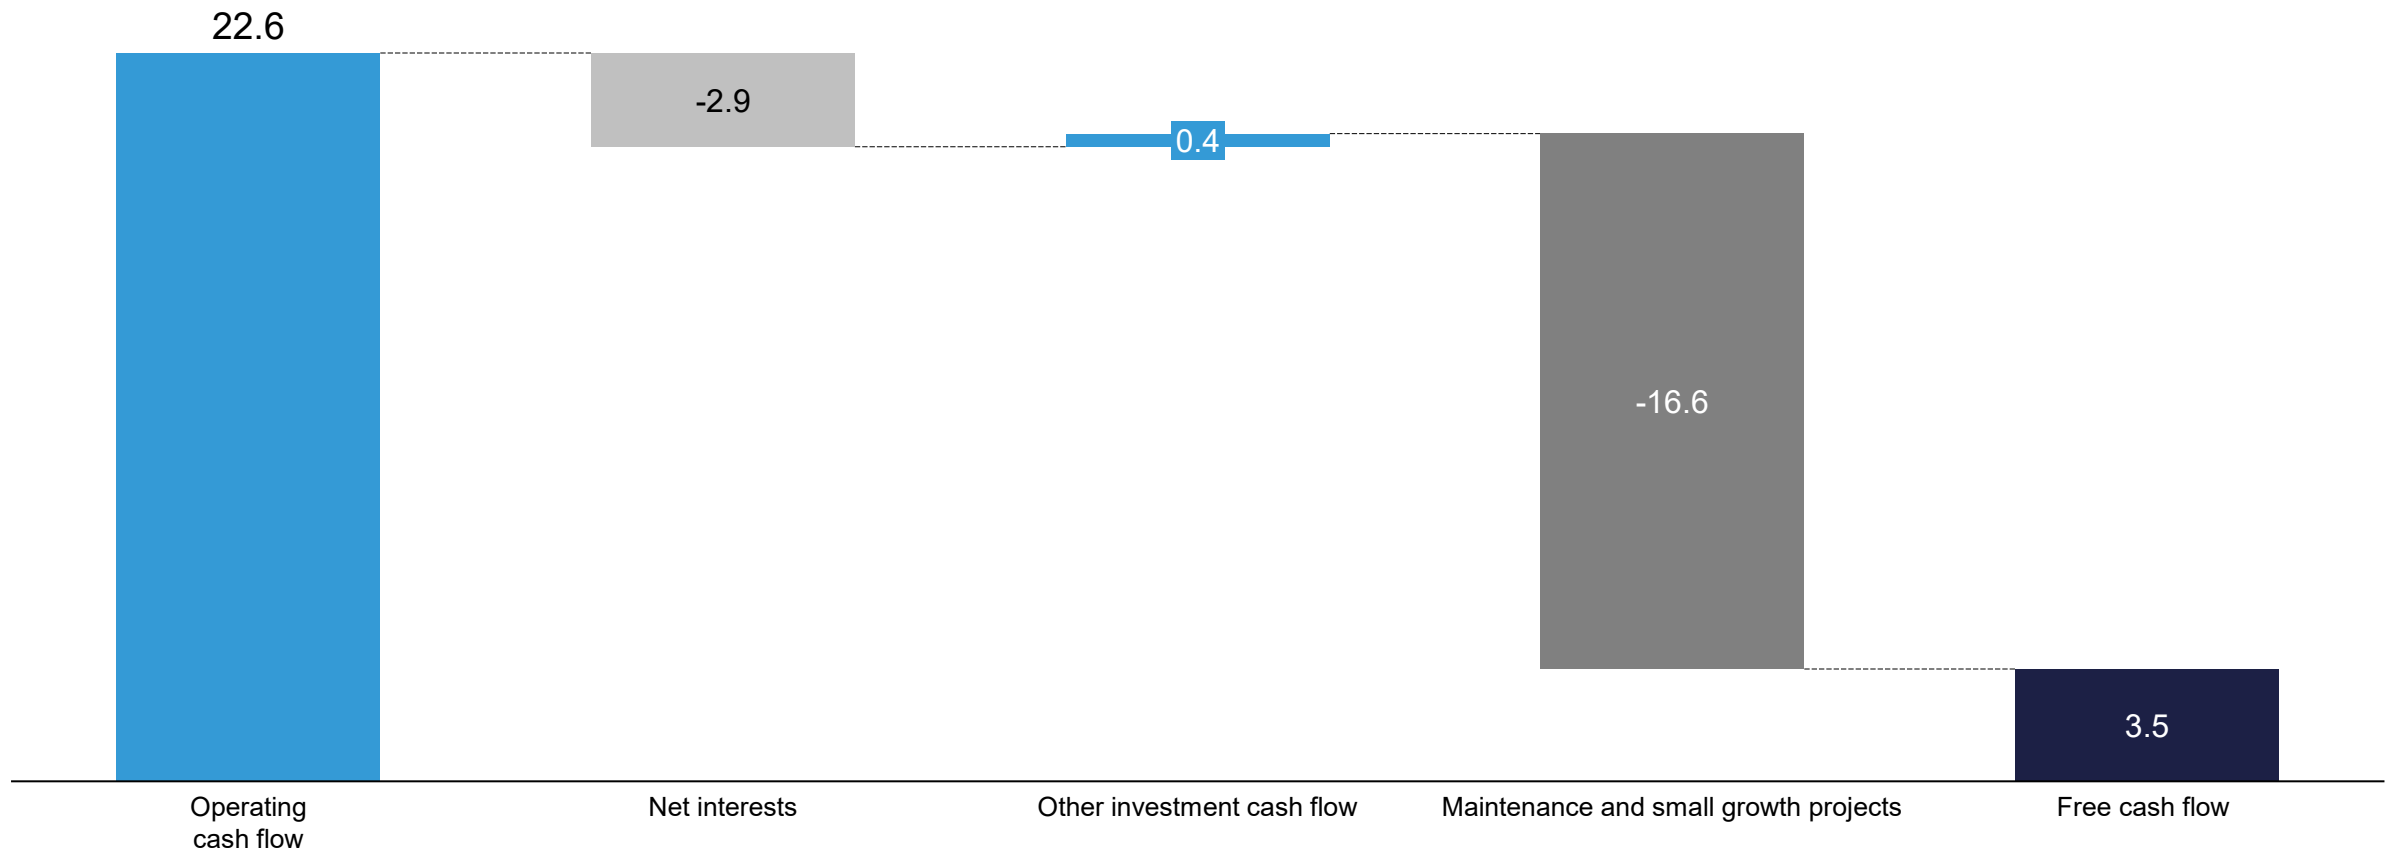 22.6
-2.9
0.4
-16.6
3.5
Operating
cash flow
Net interests
Other investment cash flow
Maintenance and small growth projects
Free cash flow